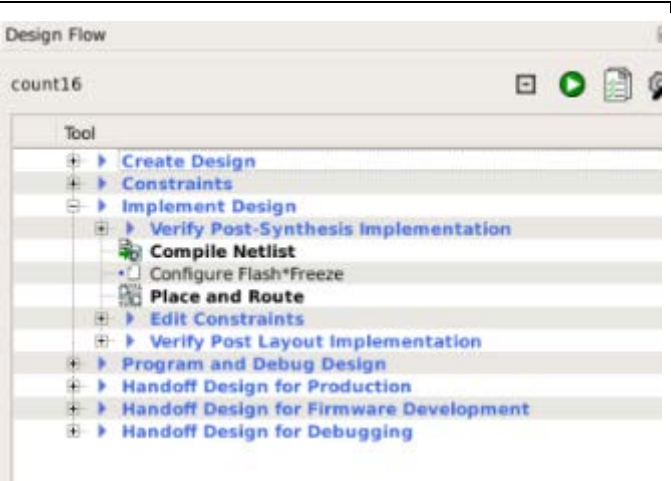 Design Flow
count16
Tool
Create Design
Constraints
Implement Design
Verify Post-Synthesis Implementation
Compile Netlist
Configure Flash*Freeze
Place and Route
Edit Constraints
Verify Post Layout Implementation
Program and Debug Design
Handoff Design for Production
Handoff Design for Firmware Development
Handoff Design for Debugging